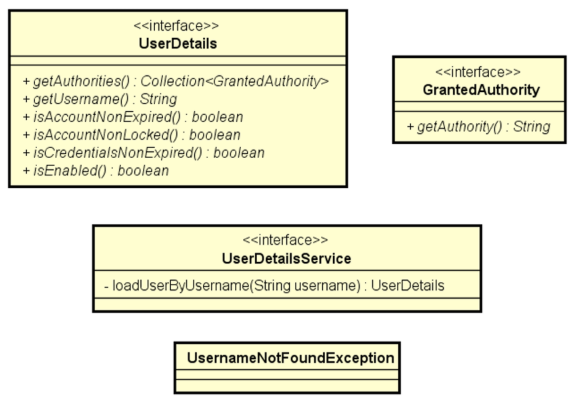 <<interface>>
UserDetails
+ getAuthorities() : Collection<GrantedAuthority>
+ getUsername() : String
+ isAccountNonExpired() : boolean
+ isAccountNonLocked() : boolean
+ isCredentialsNonExpired() : boolean
+ isEnabled() : boolean
<<interface>>
GrantedAuthority
+ getAuthority() : String
<<interface>>
UserDetailsService
- loadUserByUsername(String username) : UserDetails
UsernameNotFoundException